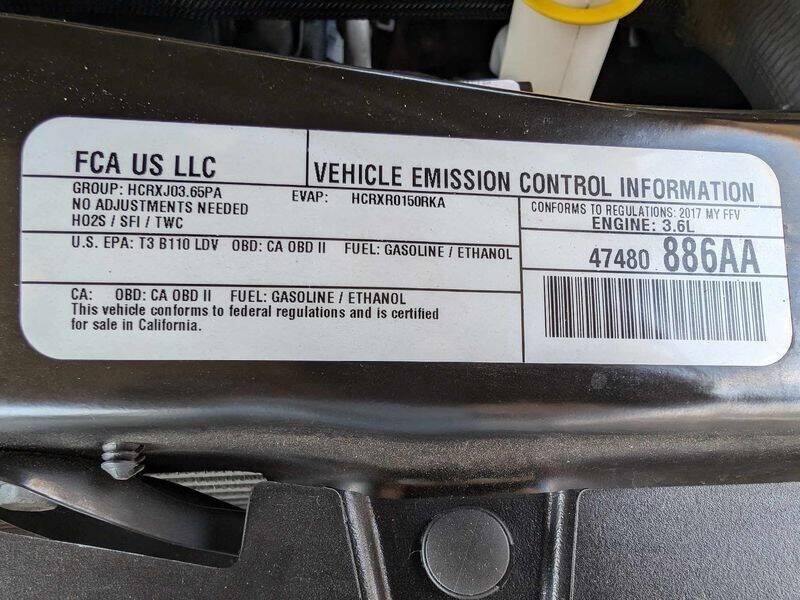 FCA US LLC
VEHICLE EMISSION CONTROL INFORMATION
GROUP: HCRXJ03.65PA EVAP: HCRXR0150RKA
NO ADJUSTMENTS NEEDED
HO2S / SFI / TWC
CONFORMS TO REGULATIONS: 2017 MY FFV
ENGINE: 3.6L
U.S. EPA: T3 B110 LDV OBD: CA OBD II FUEL: GASOLINE / ETHANOL
47480 886AA
CA: OBD: CA OBD II FUEL: GASOLINE / ETHANOL
This vehicle conforms to federal regulations and is certified
for sale in California.